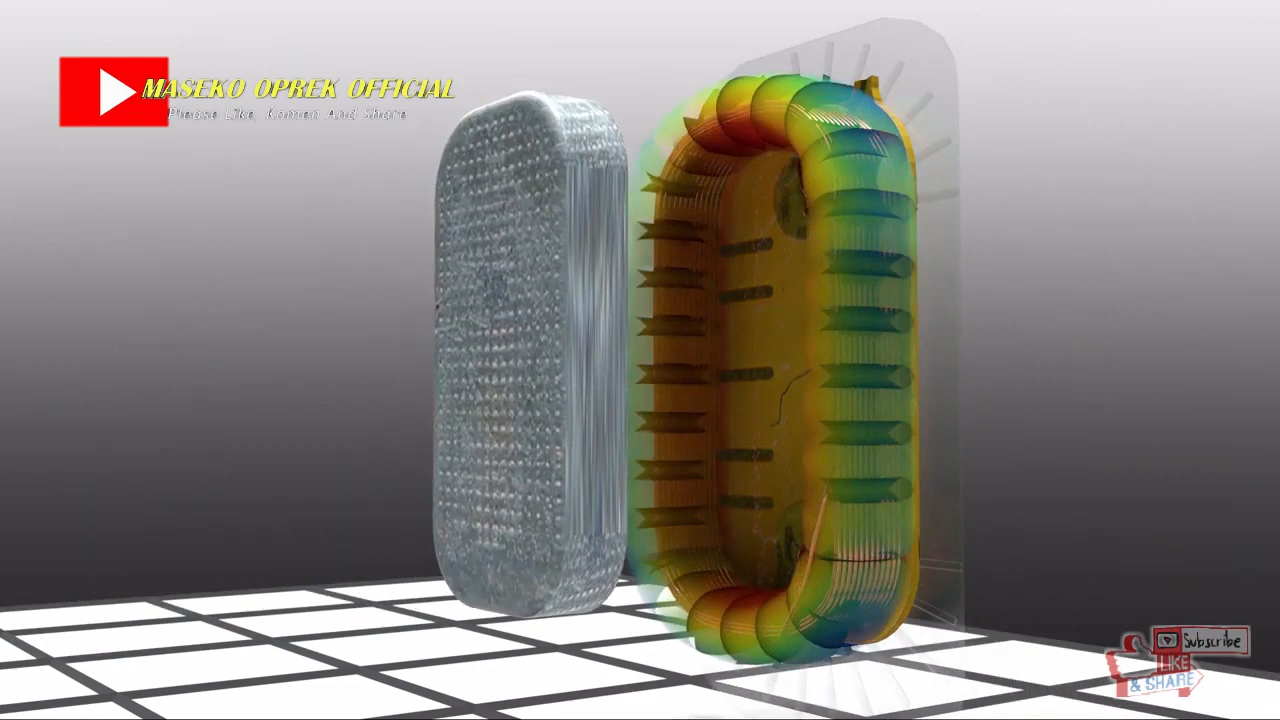 MASEKO OPREK OFFICIAL
Please Like, Komen And Share
Subscribe
LIKE
& SHARE